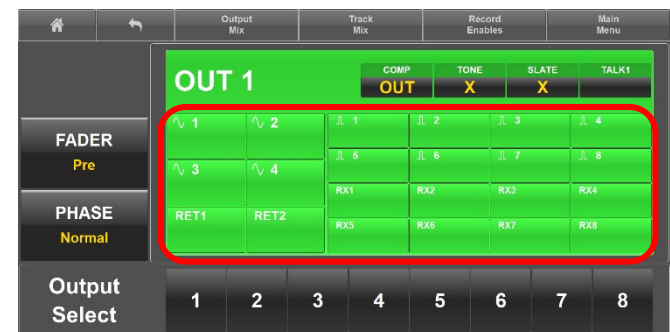 Output Mix
Track Mix
Record Enables
Main Menu
OUT 1
COMP
OUT
TONE
X
SLATE
X
TALK1
FADER
Pre
PHASE
Normal
1 2 1 2 3 4
3 4 5 6 7 8
RX1 RX2 RX3 RX4
RET1 RET2 RX5 RX6 RX7 RX8
Output Select
1 2 3 4 5 6 7 8